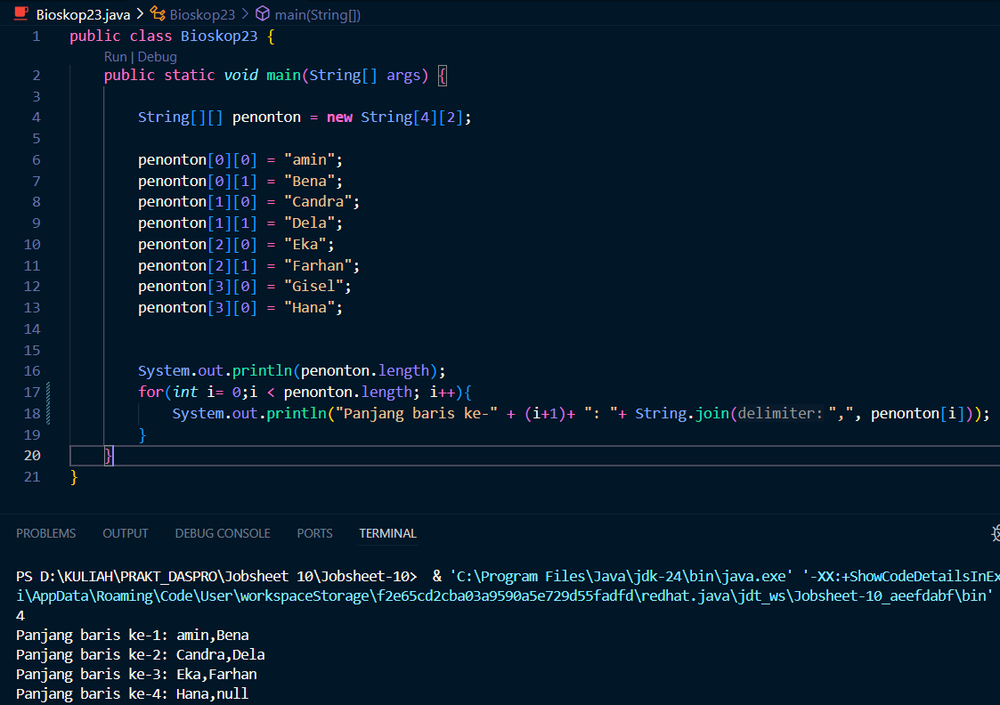 Bioskop23.java > Bioskop23 > main(String[])
1 public class Bioskop23 {
Run | Debug
2 public static void main(String[] args) {
3
4 String[][] penonton = new String[4][2];
5
6 penonton[0][0] = "amin";
7 penonton[0][1] = "Bena";
8 penonton[1][0] = "Candra";
9 penonton[1][1] = "Dela";
10 penonton[2][0] = "Eka";
11 penonton[2][1] = "Farhan";
12 penonton[3][0] = "Gisel";
13 penonton[3][0] = "Hana";
14
15
16 System.out.println(penonton.length);
17 for(int i= 0;i < penonton.length; i++){
18 System.out.println("Panjang baris ke-" + (i+1)+ ": "+ String.join(delimiter: ",", penonton[i]));
19 }
20 }
21 }
PROBLEMS OUTPUT DEBUG CONSOLE PORTS TERMINAL
PS D:\KULIAH\PRAKT_DASPRO\Jobsheet 10\Jobsheet-10> & 'C:\Program Files\Java\jdk-24\bin\java.exe' '-XX:+ShowCodeDetailsInEx
i\AppData\Roaming\Code\User\workspaceStorage\f2e65cd2cba03a9590a5e729d55fadfd\redhat.java\jdt_ws\Jobsheet-10_aeefdabf\bin'
4
Panjang baris ke-1: amin,Bena
Panjang baris ke-2: Candra,Dela
Panjang baris ke-3: Eka,Farhan
Panjang baris ke-4: Hana,null